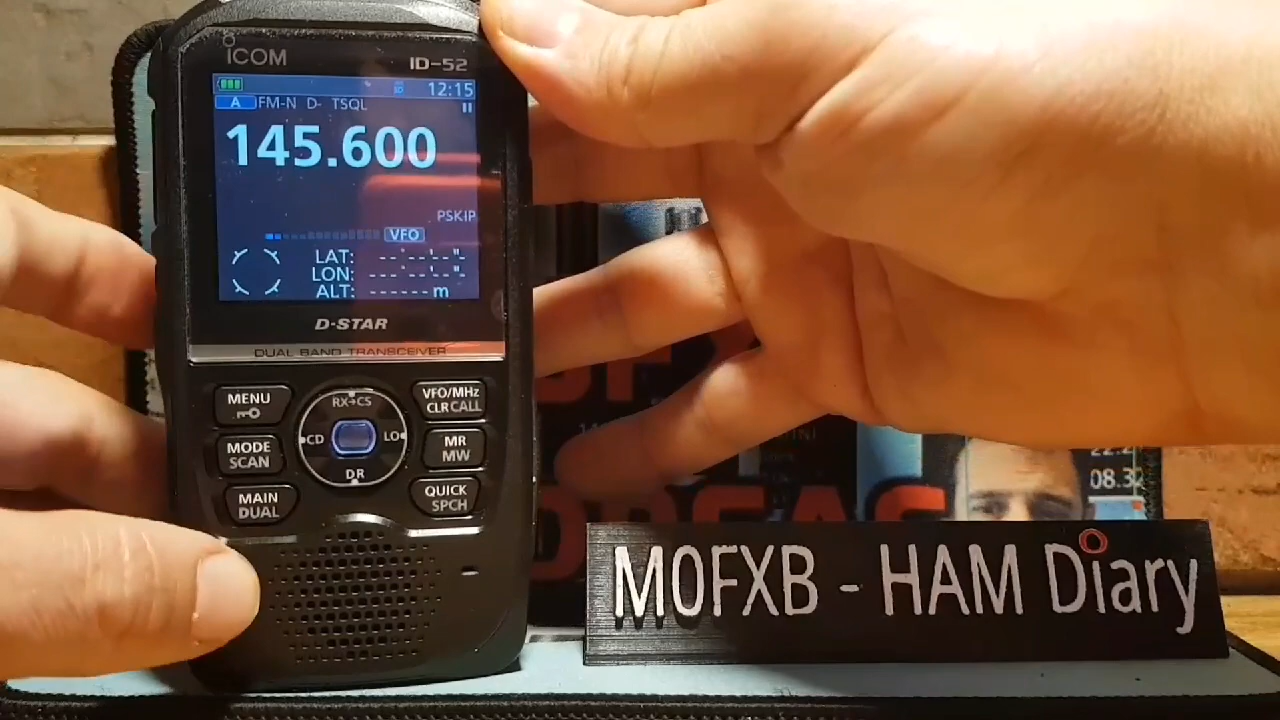 ICOM
ID-52
12:15
A FM-N D- TSQL
145.600
PSKIP
VFO
LAT: --°--'--"
LON: ---°--'--"
ALT: ------m
D-STAR
DUAL BAND TRANSCEIVER
MENU
RX→CS
VFO/MHz
CLR CALL
MODE
SCAN
CD
LO
MR
MW
DR
MAIN
DUAL
QUICK
SPCH
08.32
M0FXB - HAM Diary